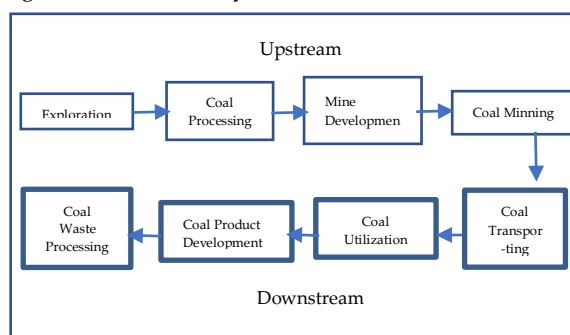 Upstream
Exploration
Coal
Processing
Mine
Developmen
Coal Minning
Coal
Waste
Processing
Coal Product
Development
Coal
Utilization
Coal
Transpor
-ting
Downstream